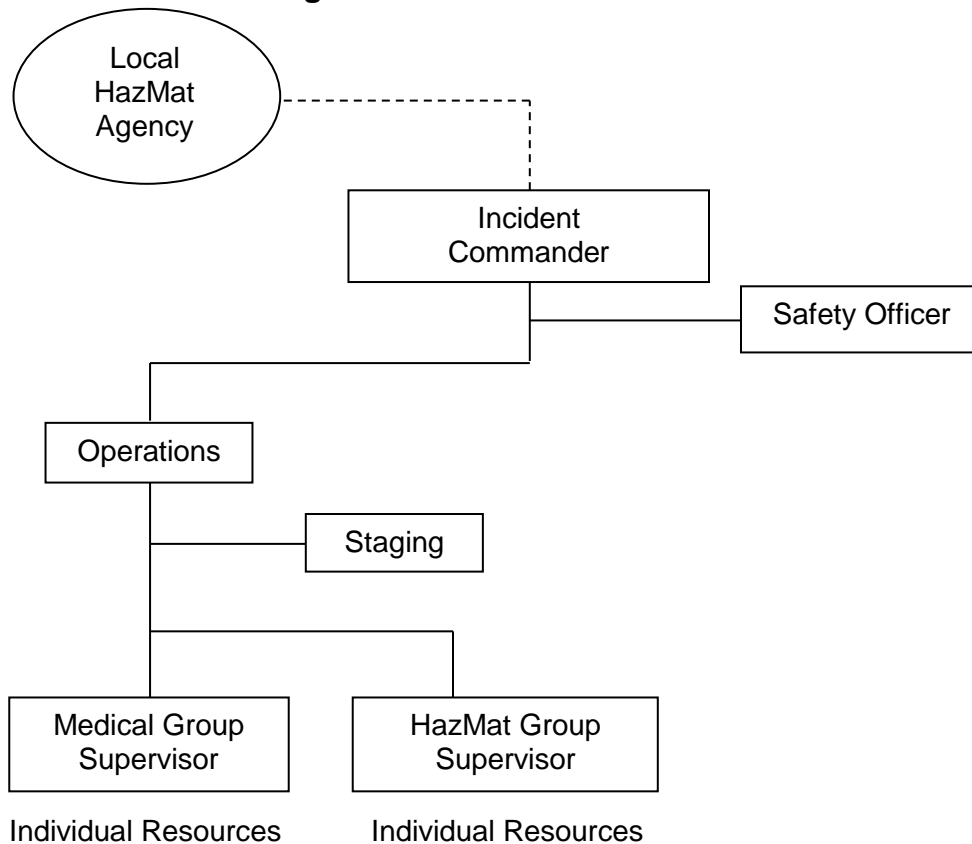 Local
HazMat
Agency
Incident
Commander
Safety Officer
Operations
Staging
Medical Group
Supervisor
HazMat Group
Supervisor
Individual Resources
Individual Resources